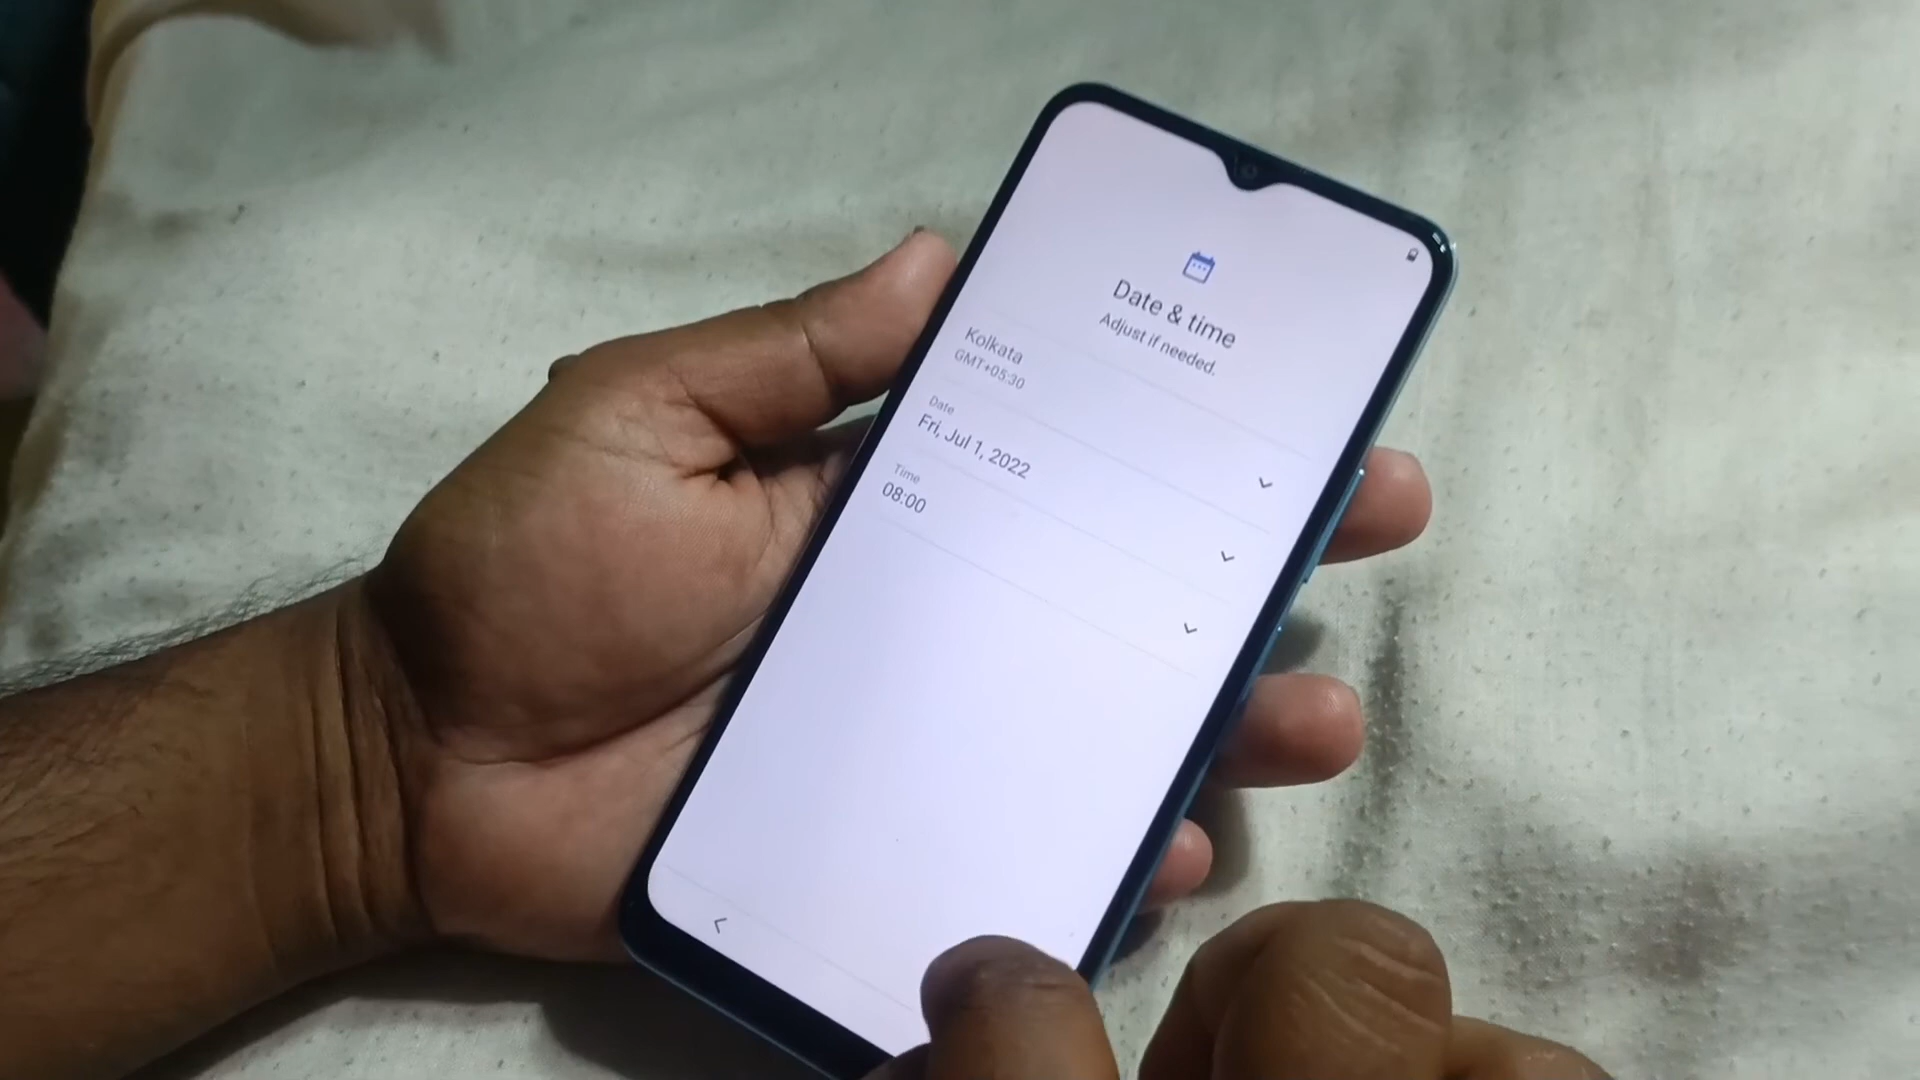 Date & time
Adjust if needed.
Kolkata
GMT+05:30
Date
Fri, Jul 1, 2022
Time
08:00